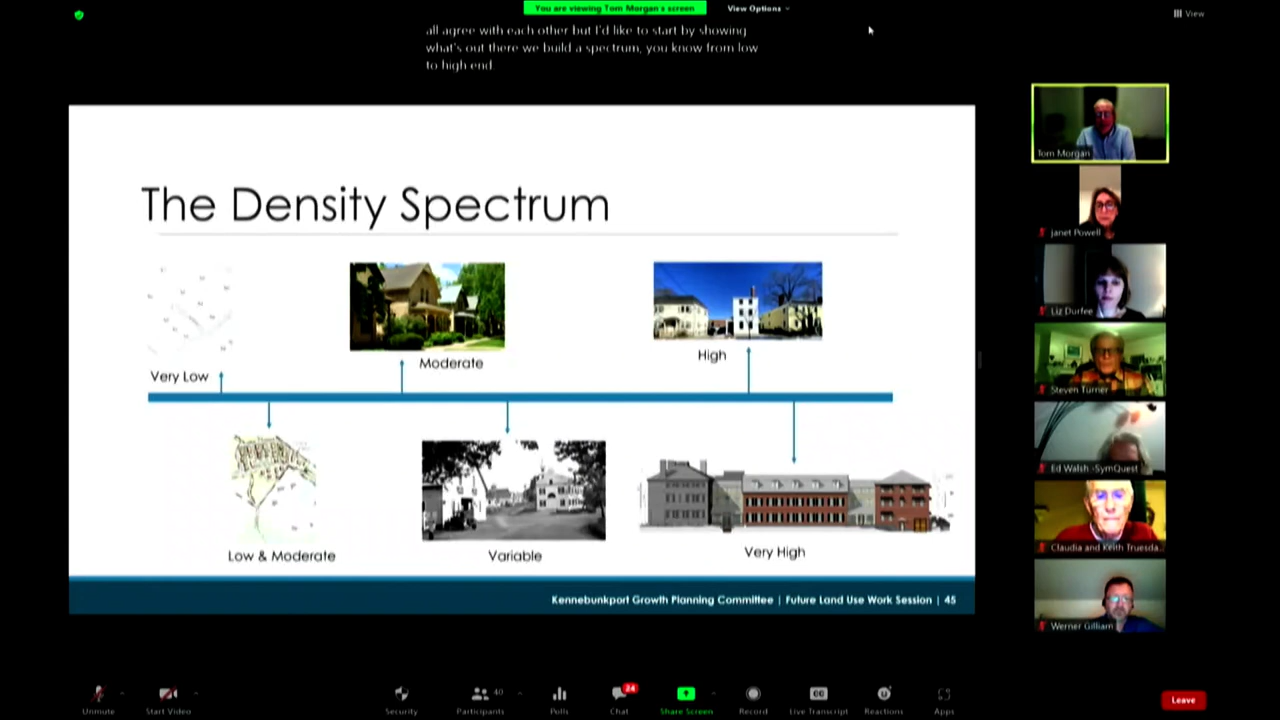 You are viewing Tom Morgan's screen
View Options
View
all agree with each other but I'd like to start by showing
what's out there we build a spectrum, you know from low
to high end.
The Density Spectrum
Very Low
Moderate
High
Low & Moderate
Variable
Very High
Kennebunkport Growth Planning Committee | Future Land Use Work Session | 45
Tom Morgan
Janet Powell
Liz Durfee
Steven Turner
Ed Walsh -SymQuest
Claudia and Keith Truesda...
Werner Gilliam
Unmute
Start Video
Security
40
Participants
Polls
24
Chat
Share Screen
Record
CC
Live Transcript
Reactions
Apps
Leave